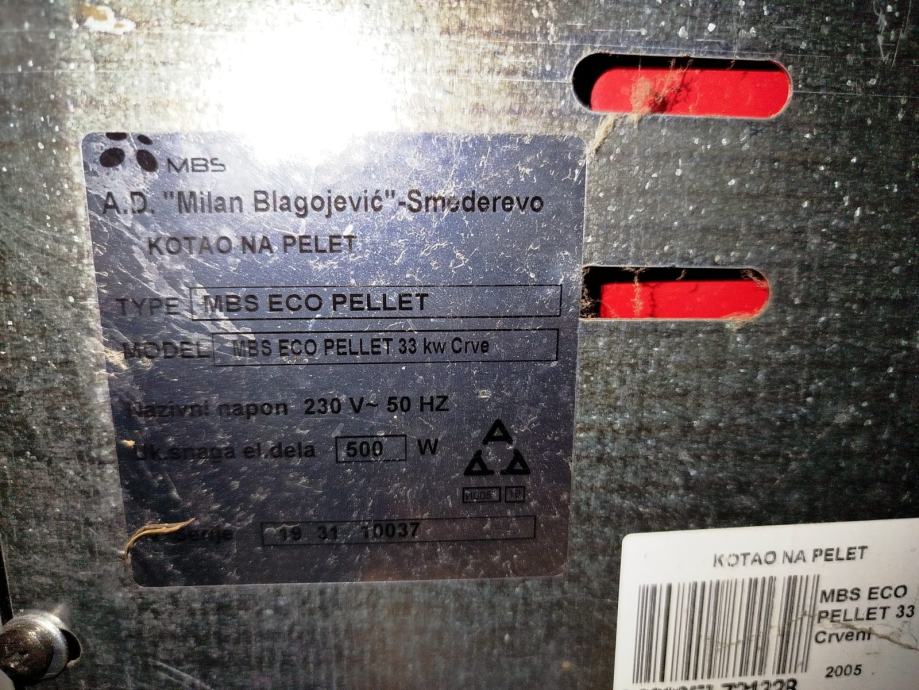 MBS
A.D. "Milan Blagojević"-Smederevo
KOTAO NA PELET
TYPE MBS ECO PELLET
MODEL MBS ECO PELLET 33 kw Crve
Nazivni napon 230 V~ 50 HZ
Uk.snaga el.dela 500 W
serije 19 31 10037
KOTAO NA PELET
MBS ECO
PELLET 33
Crveni
2005